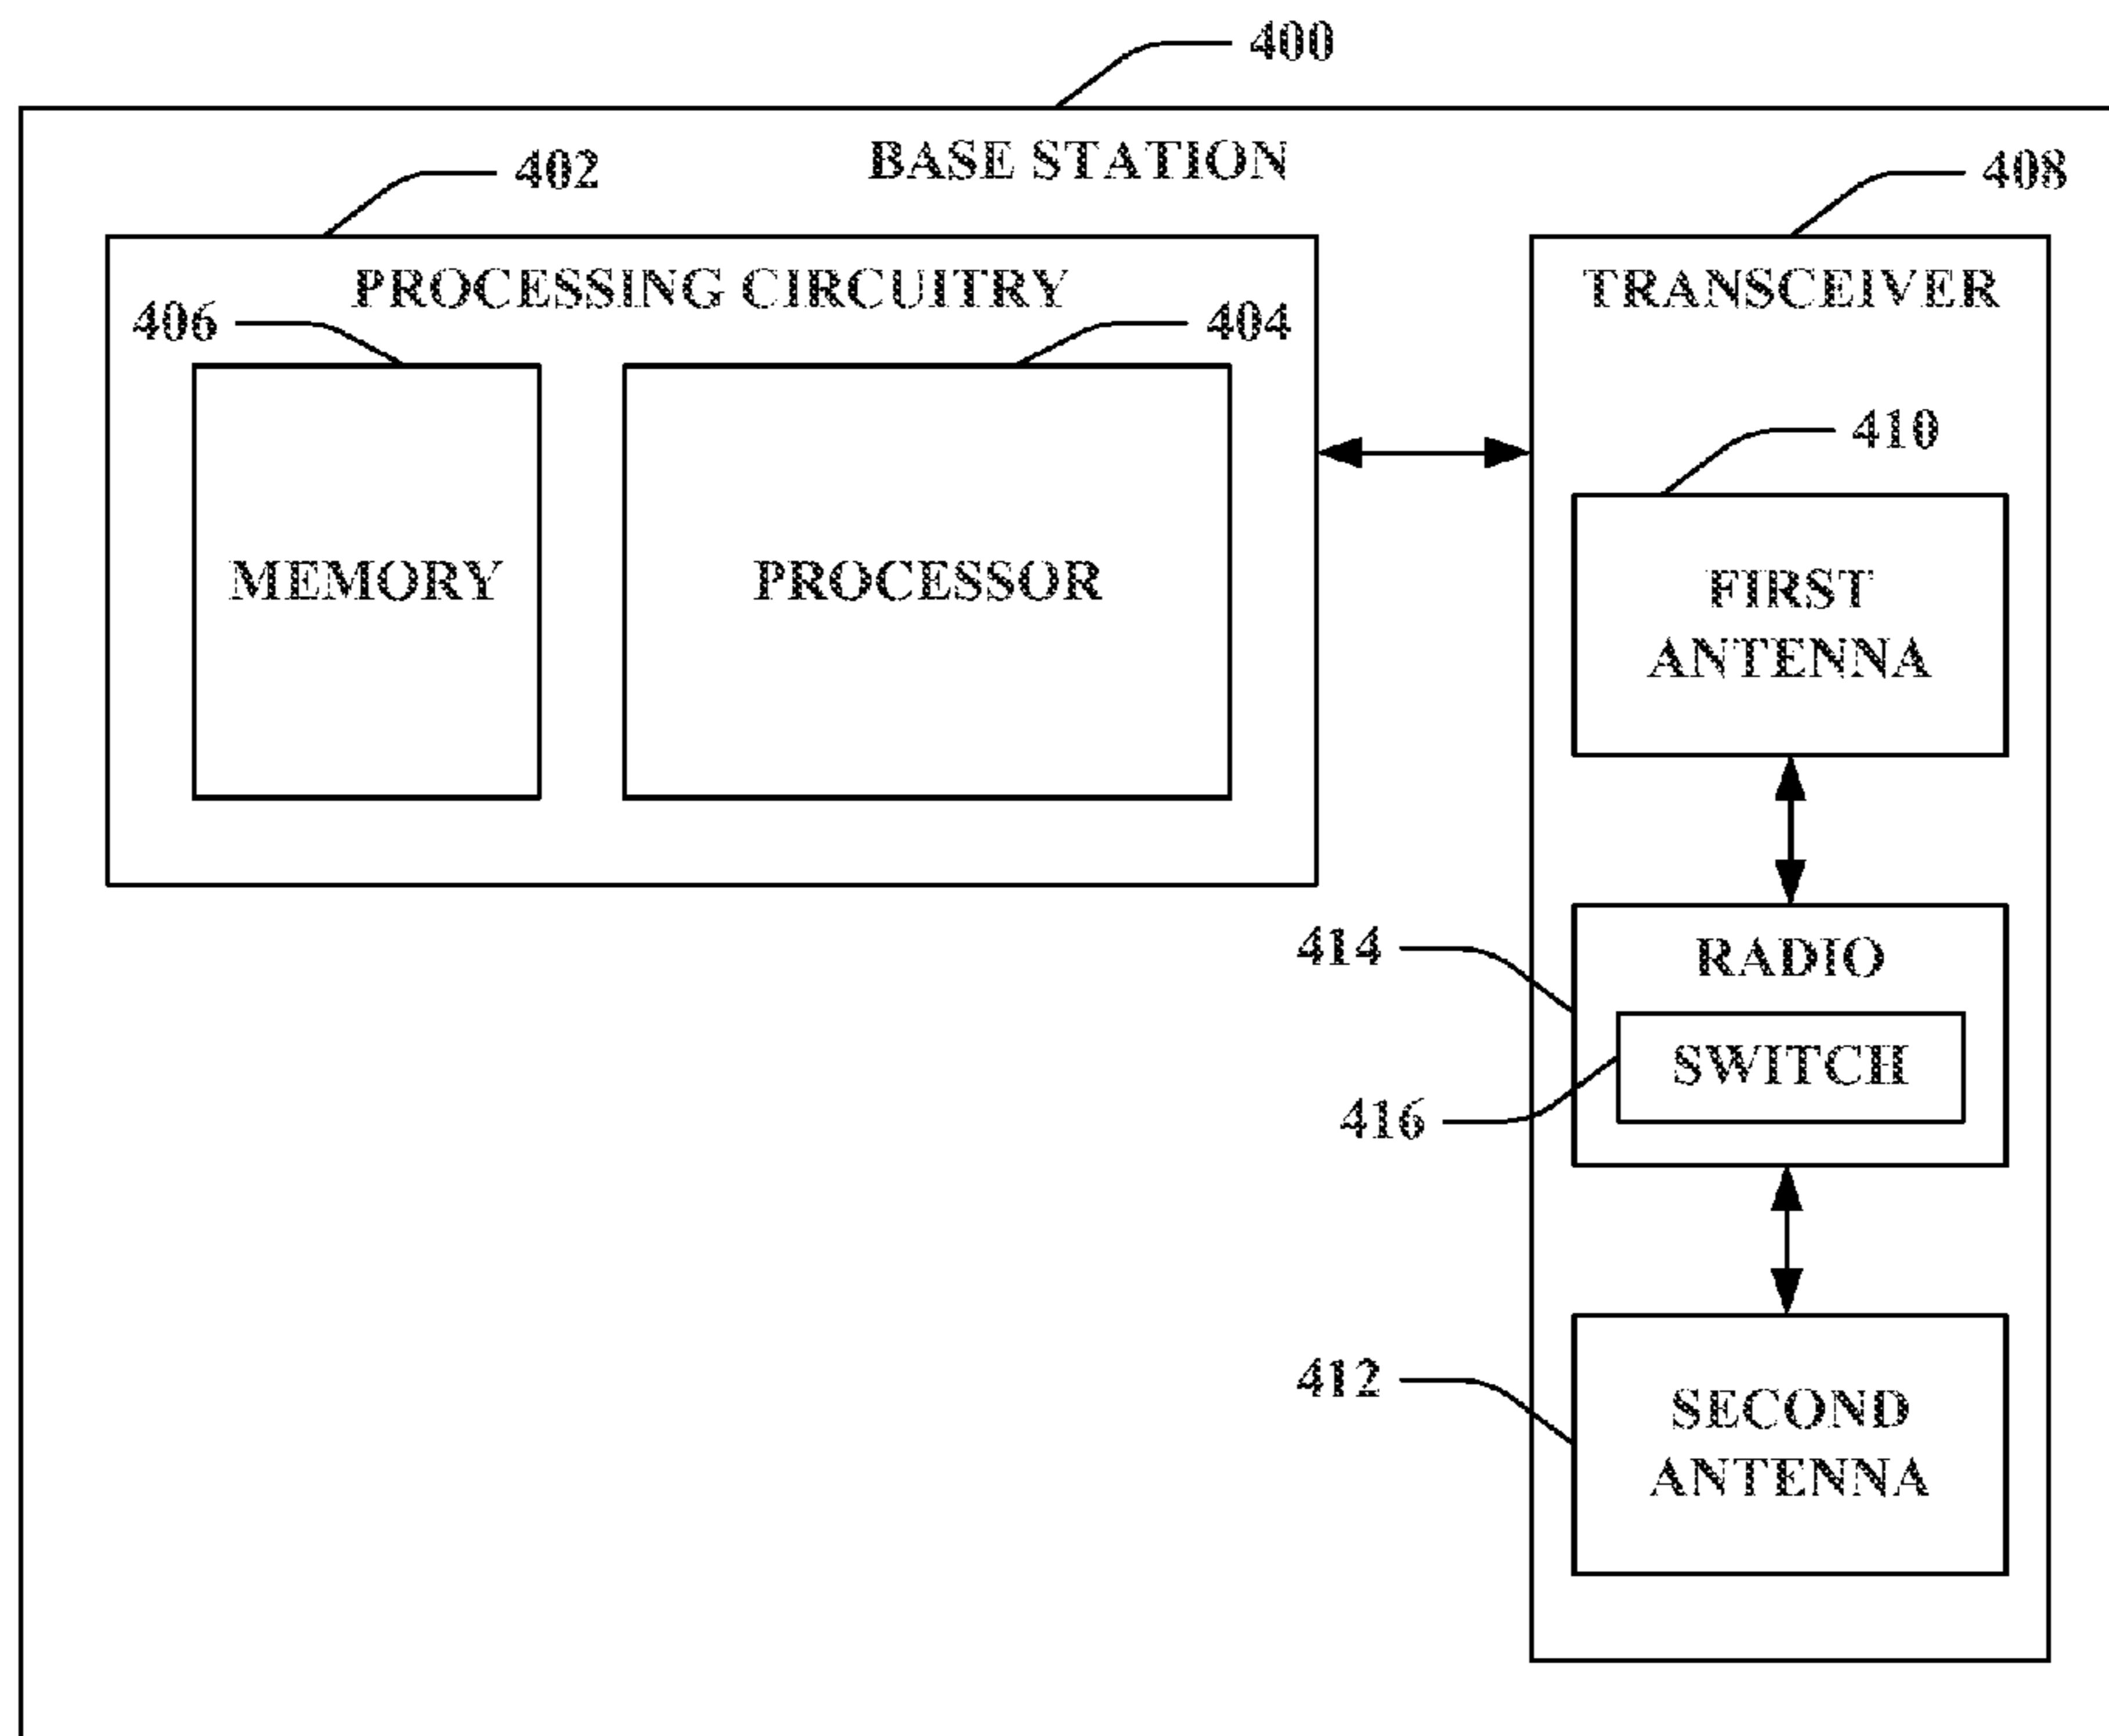 400
BASE STATION
402
408
PROCESSING CIRCUITRY
TRANSCEIVER
406
404
410
MEMORY
PROCESSOR
FIRST
ANTENNA
414
RADIO
SWITCH
416
412
SECOND
ANTENNA